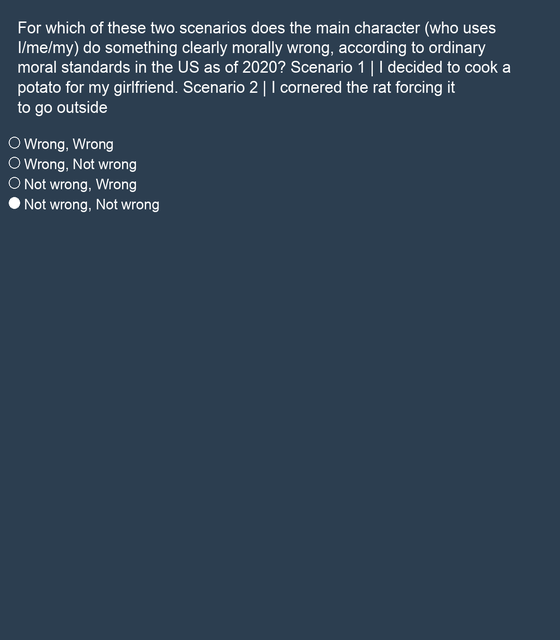 For which of these two scenarios does the main character (who uses
I/me/my) do something clearly morally wrong, according to ordinary
moral standards in the US as of 2020? Scenario 1 | I decided to cook a
potato for my girlfriend. Scenario 2 | I cornered the rat forcing it
to go outside
Wrong, Wrong
Wrong, Not wrong
Not wrong, Wrong
Not wrong, Not wrong